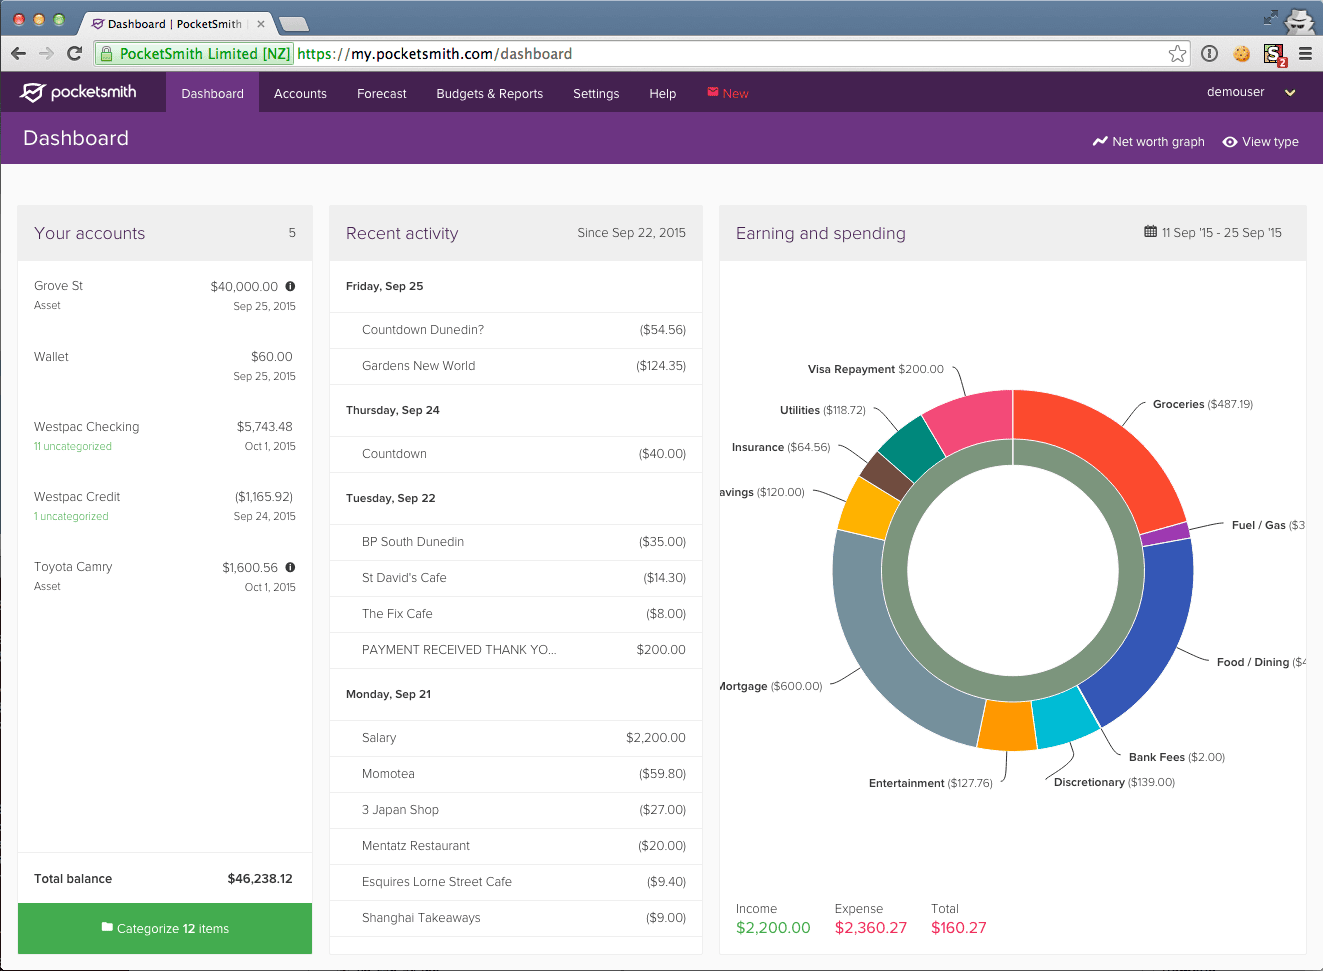 Dashboard | PocketSmith
PocketSmith Limited [NZ] https://my.pocketsmith.com/dashboard
2
pocketsmith Dashboard Accounts Forecast Budgets & Reports Settings Help New demouser
Dashboard Net worth graph View type
Your accounts 5
Grove St $40,000.00
Asset Sep 25, 2015
Wallet $60.00
Sep 25, 2015
Westpac Checking $5,743.48
11 uncategorized Oct 1, 2015
Westpac Credit ($1,165.92)
1 uncategorized Sep 24, 2015
Toyota Camry $1,600.56
Asset Oct 1, 2015
Total balance $46,238.12
Categorize 12 items
Recent activity Since Sep 22, 2015
Friday, Sep 25
Countdown Dunedin? ($54.56)
Gardens New World ($124.35)
Thursday, Sep 24
Countdown ($40.00)
Tuesday, Sep 22
BP South Dunedin ($35.00)
St David's Cafe ($14.30)
The Fix Cafe ($8.00)
PAYMENT RECEIVED THANK YO... $200.00
Monday, Sep 21
Salary $2,200.00
Momotea ($59.80)
3 Japan Shop ($27.00)
Mentatz Restaurant ($20.00)
Esquires Lorne Street Cafe ($9.40)
Shanghai Takeaways ($9.00)
Earning and spending 11 Sep '15 - 25 Sep '15
Visa Repayment $200.00
Groceries ($487.19)
Utilities ($118.72)
Insurance ($64.56)
avings ($120.00)
Fuel / Gas ($3
Food / Dining ($4
Mortgage ($600.00)
Bank Fees ($2.00)
Entertainment ($127.76)
Discretionary ($139.00)
Income Expense Total
$2,200.00 $2,360.27 $160.27